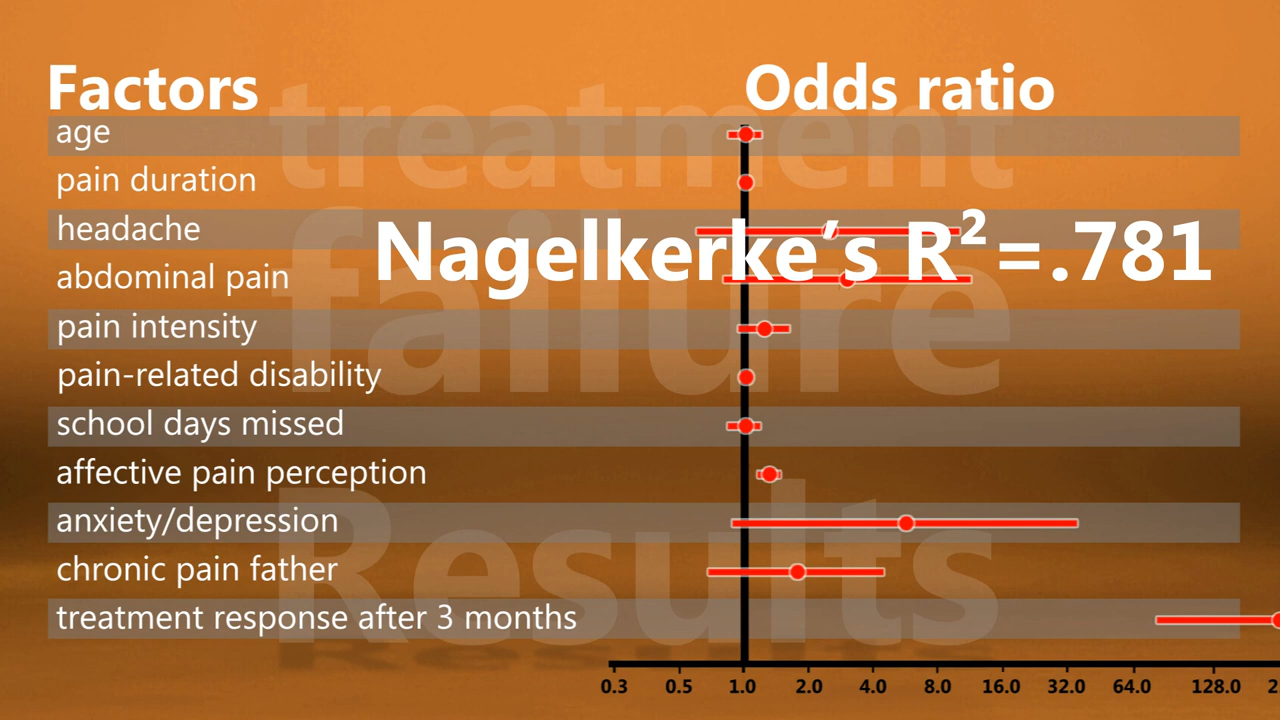 Factors
Odds ratio
treatment
age
pain duration
headache
failure
Nagelkerke’s R²=.781
abdominal pain
pain intensity
pain-related disability
school days missed
affective pain perception
Results
anxiety/depression
chronic pain father
treatment response after 3 months
0.3 0.5 1.0 2.0 4.0 8.0 16.0 32.0 64.0 128.0